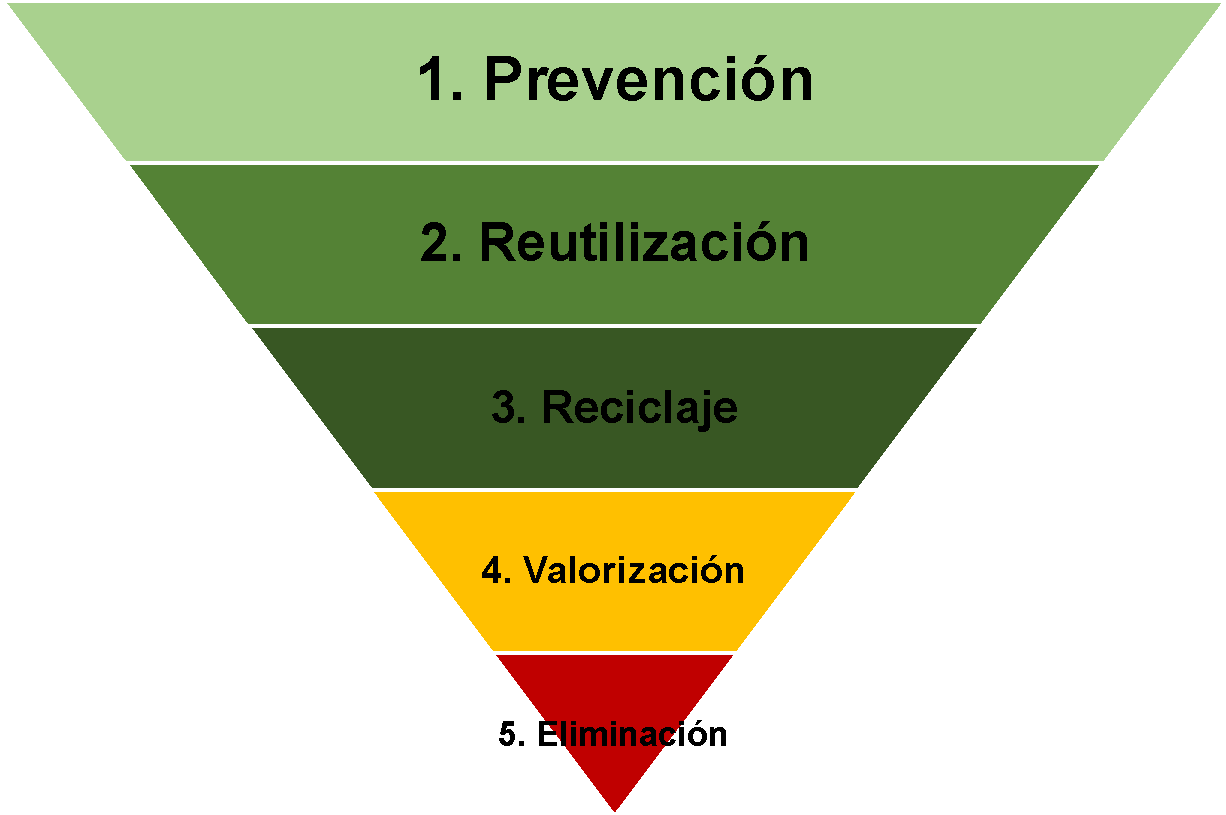 1. Prevención
2. Reutilización
3. Reciclaje
4. Valorización
5. Eliminación